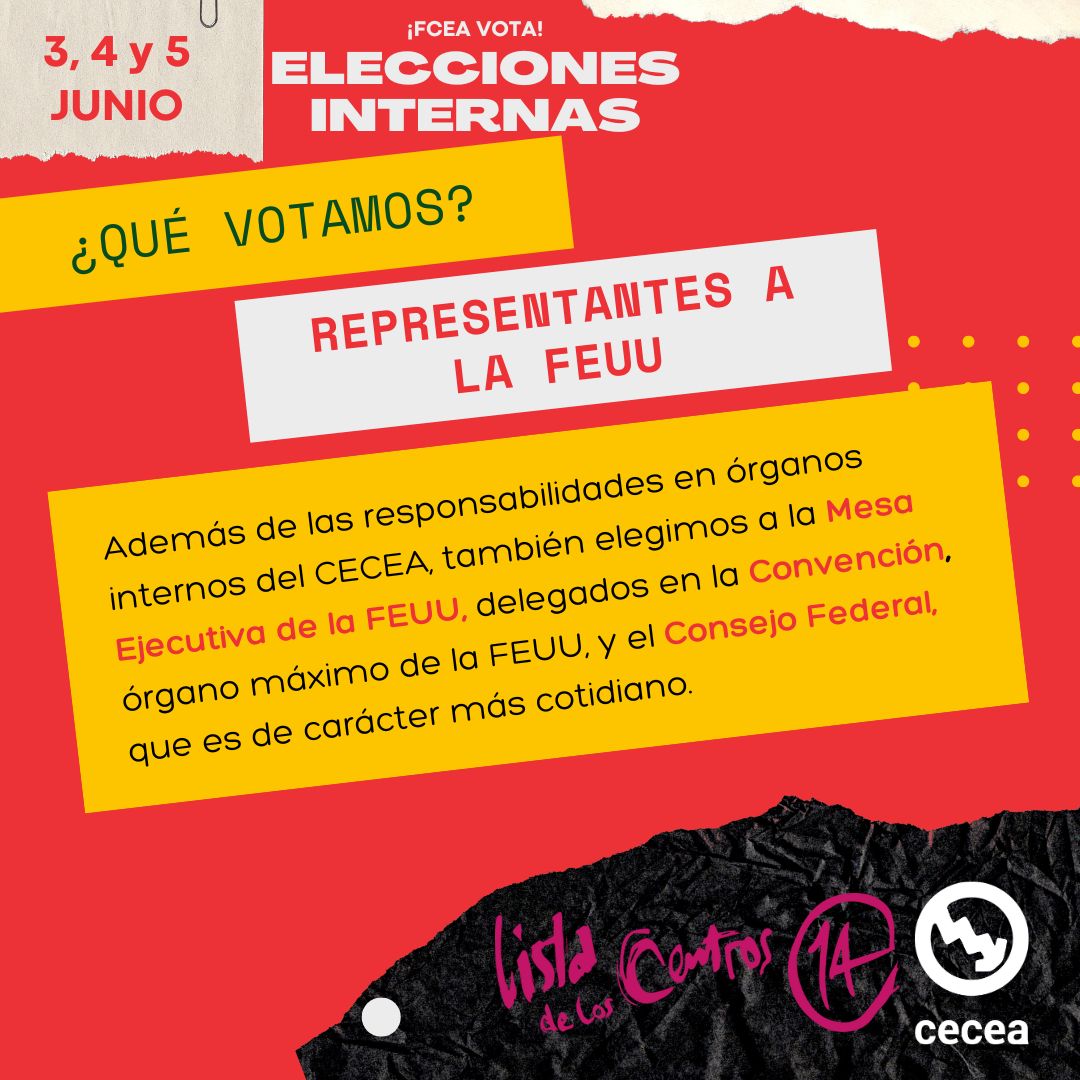 3, 4 y 5
JUNIO
¡FCEA VOTA!
ELECCIONES
INTERNAS
¿QUÉ VOTAMOS?
REPRESENTANTES A
LA FEUU
Además de las responsabilidades en órganos
internos del CECEA, también elegimos a la Mesa
Ejecutiva de la FEUU, delegados en la Convención,
órgano máximo de la FEUU, y el Consejo Federal,
que es de carácter más cotidiano.
Lista
de los
Centros
14
cecea